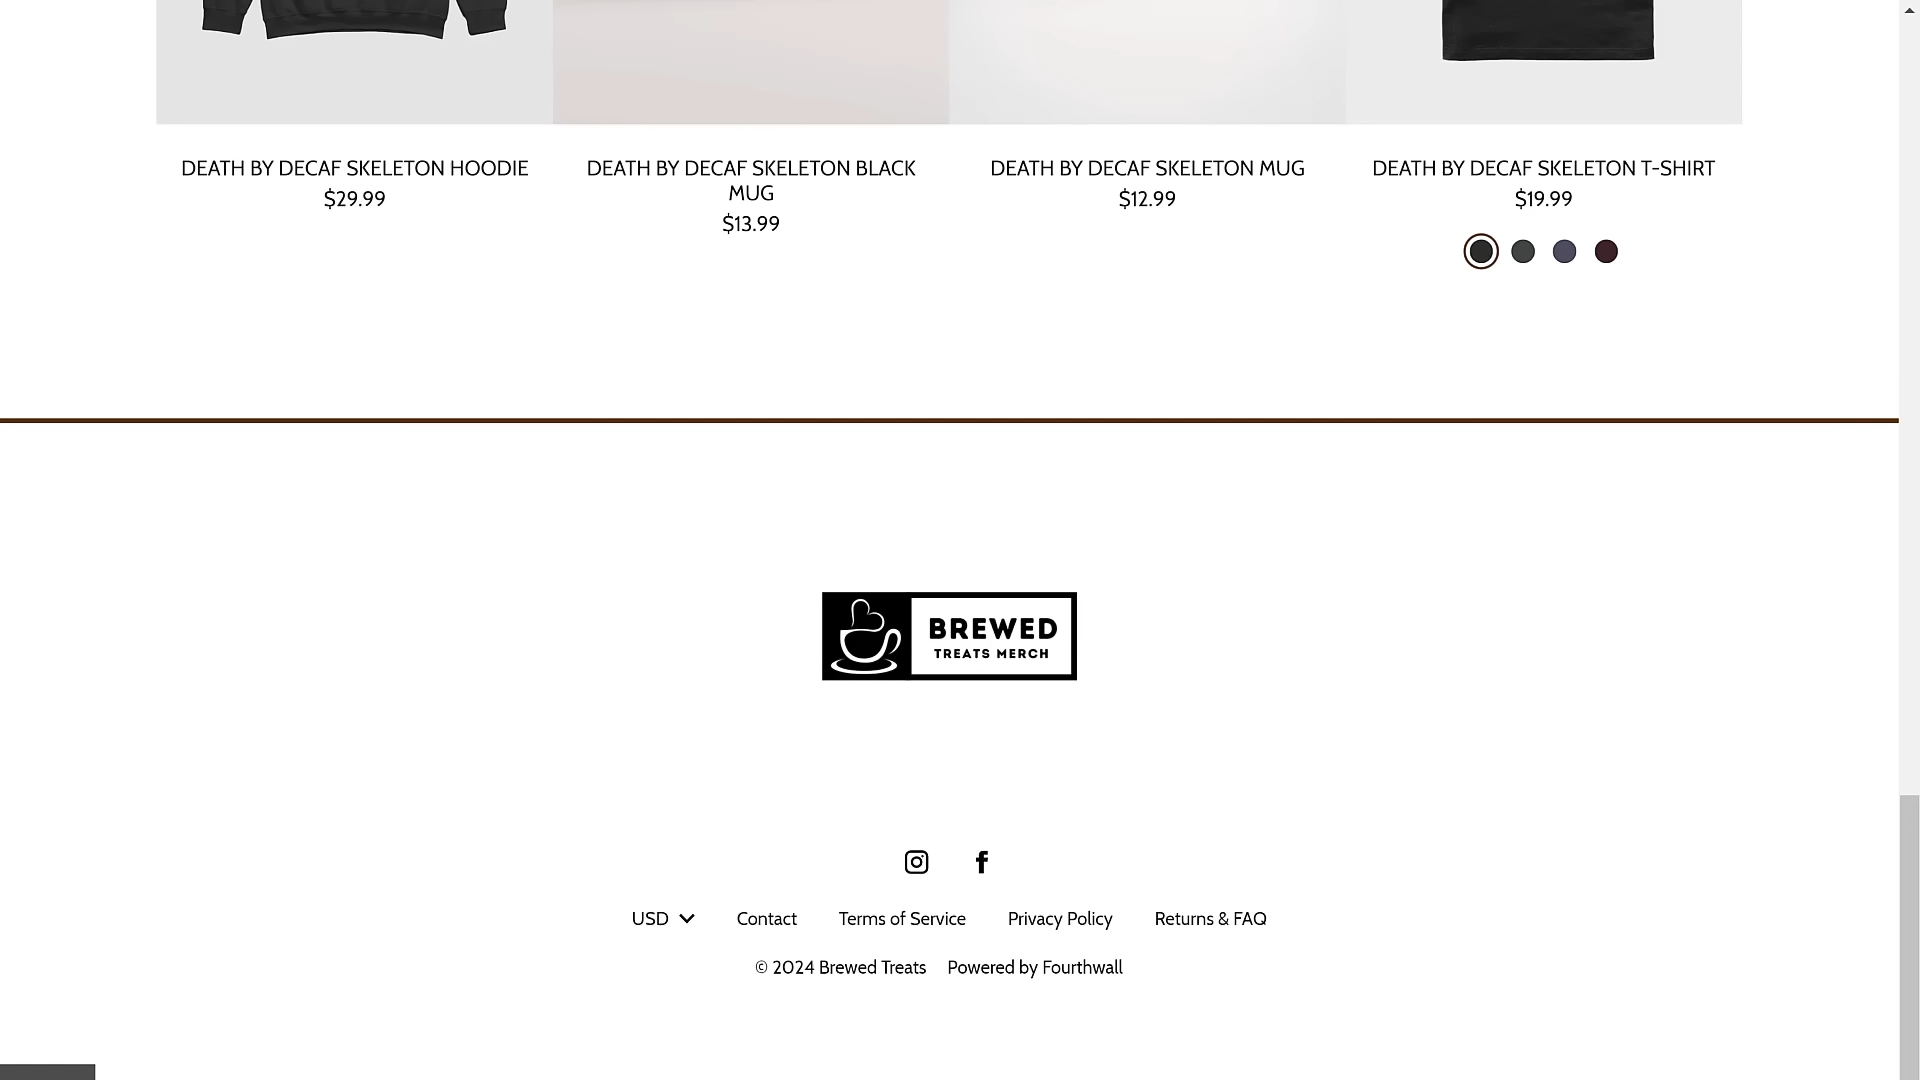 DEATH BY DECAF SKELETON HOODIE
$29.99
DEATH BY DECAF SKELETON BLACK
MUG
$13.99
DEATH BY DECAF SKELETON MUG
$12.99
DEATH BY DECAF SKELETON T-SHIRT
$19.99
BREWED
TREATS MERCH
USD
Contact
Terms of Service
Privacy Policy
Returns & FAQ
© 2024 Brewed Treats
Powered by Fourthwall